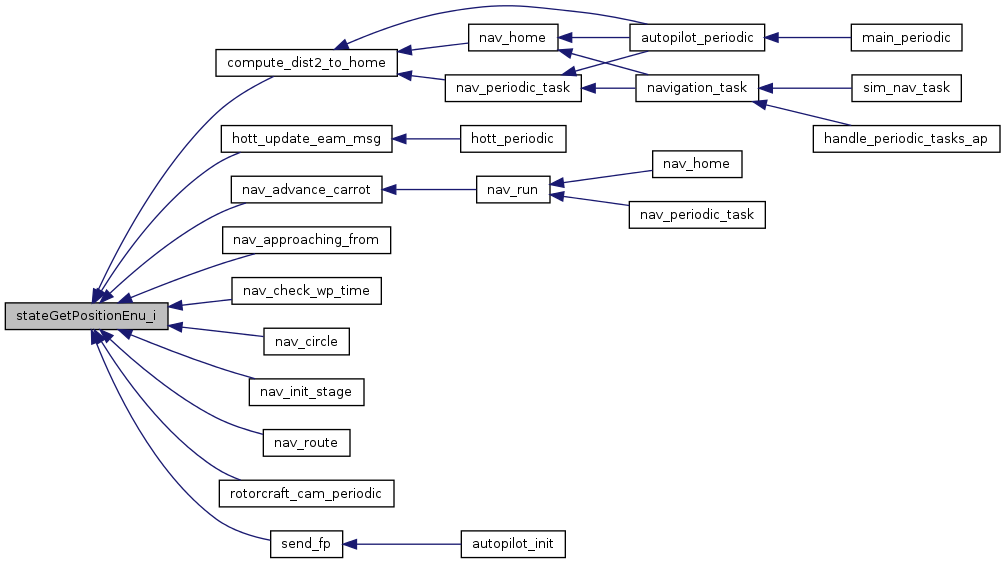 nav_home
autopilot_periodic
main_periodic
compute_dist2_to_home
nav_periodic_task
navigation_task
sim_nav_task
hott_update_eam_msg
hott_periodic
handle_periodic_tasks_ap
nav_home
nav_advance_carrot
nav_run
nav_periodic_task
nav_approaching_from
nav_check_wp_time
stateGetPositionEnu_i
nav_circle
nav_init_stage
nav_route
rotorcraft_cam_periodic
send_fp
autopilot_init